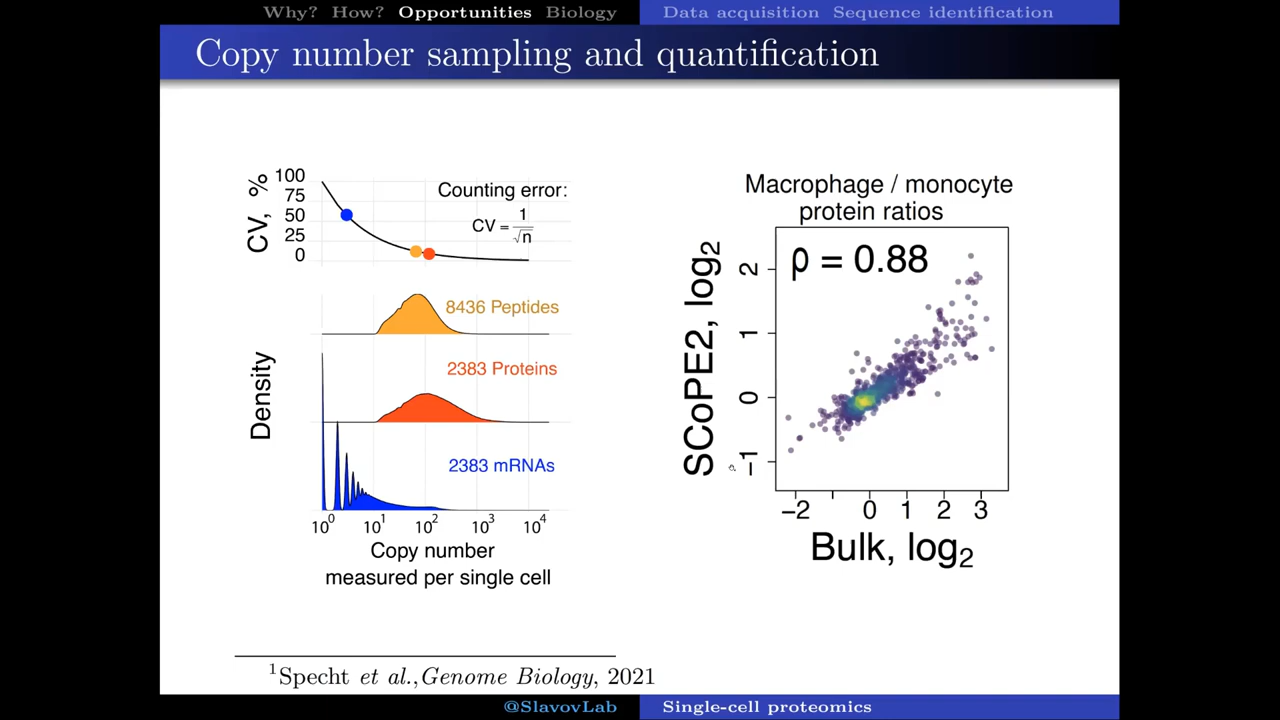 Why? How? Opportunities Biology Data acquisition Sequence identification
Copy number sampling and quantification
CV, %
100
75
50
25
0
Counting error:
CV = 1/√n
Density
8436 Peptides
2383 Proteins
2383 mRNAs
10⁰ 10¹ 10² 10³ 10⁴
Copy number
measured per single cell
Macrophage / monocyte
protein ratios
ρ = 0.88
SCoPE2, log₂
2
1
0
−1
−2 0 1 2 3
Bulk, log₂
¹Specht et al.,Genome Biology, 2021
@SlavovLab Single-cell proteomics